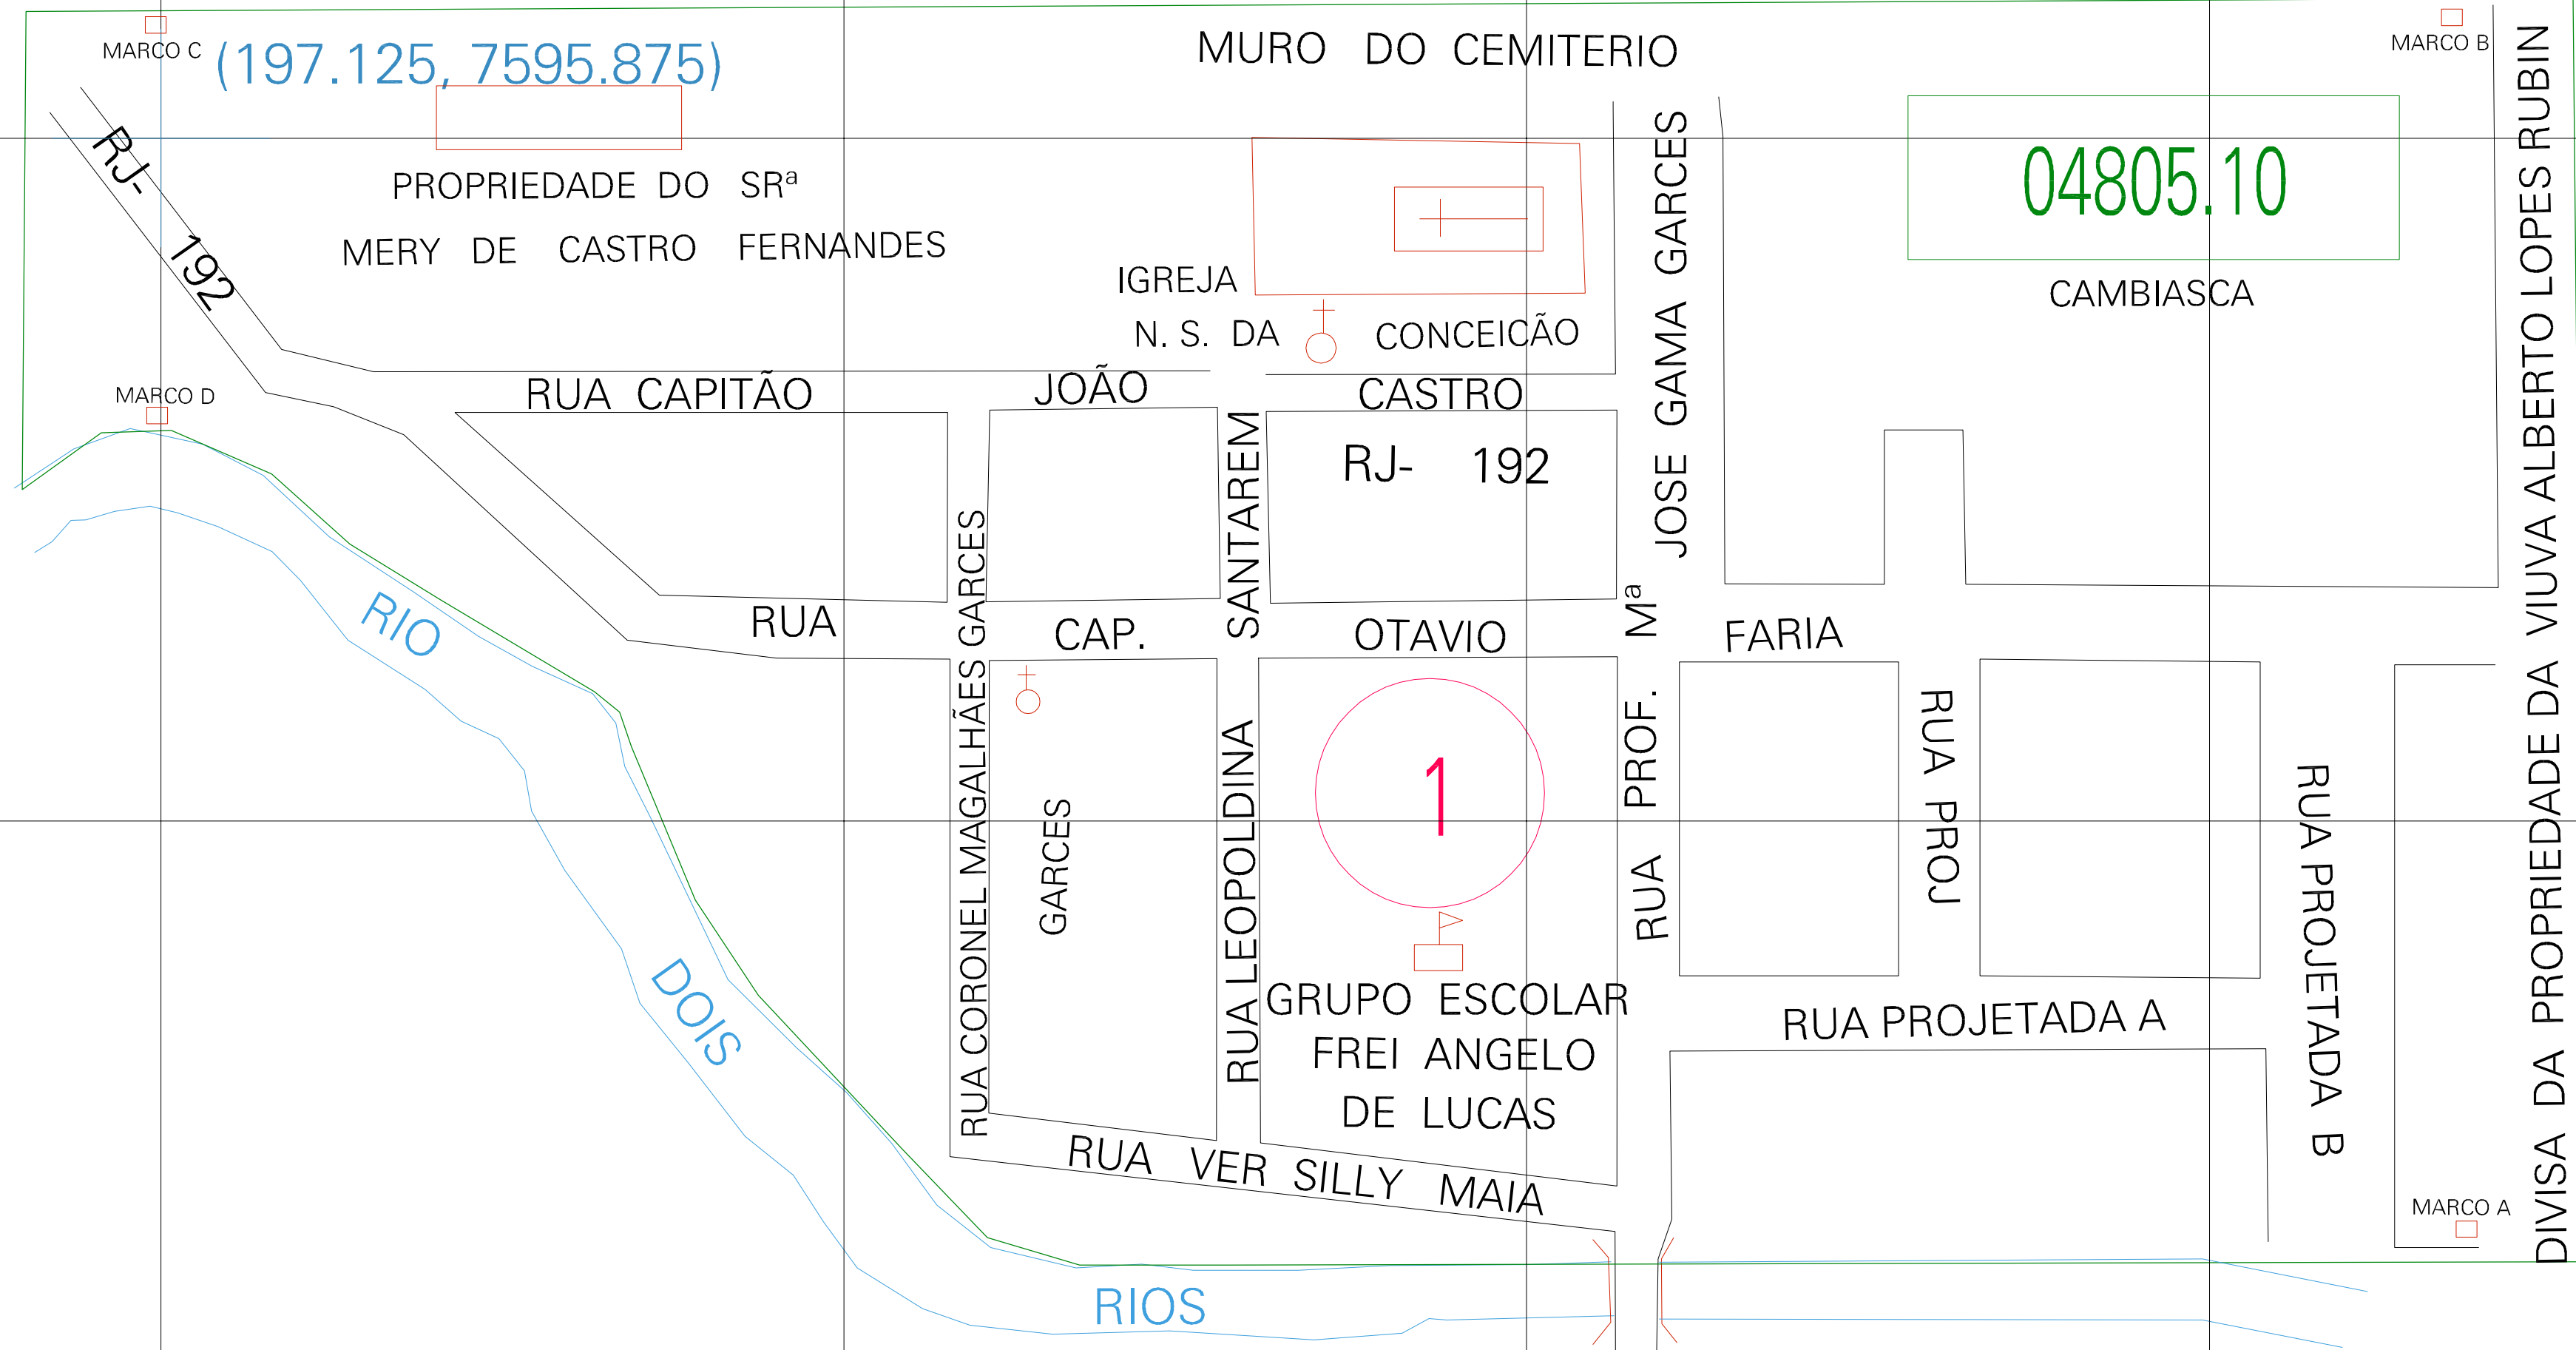 MARCO C
(197.125, 7595.875)
MURO DO CEMITERIO
MARCO B
RJ- 192
PROPRIEDADE DO SRª
MERY DE CASTRO FERNANDES
IGREJA
N. S. DA CONCEICÃO
04805.10
CAMBIASCA
MARCO D
RUA CAPITÃO JOÃO CASTRO
RJ- 192
RUA CAP. OTAVIO FARIA
RIO DOIS RIOS
RUA CORONEL MAGALHÃES GARCES
GARCES
RUA LEOPOLDINA SANTAREM
1
GRUPO ESCOLAR
FREI ANGELO
DE LUCAS
RUA PROF. Mª JOSE GAMA GARCES
RUA PROJ
RUA PROJETADA A
RUA PROJETADA B
RUA VER SILLY MAIA
MARCO A
DIVISA DA PROPRIEDADE DA VIUVA ALBERTO LOPES RUBIN